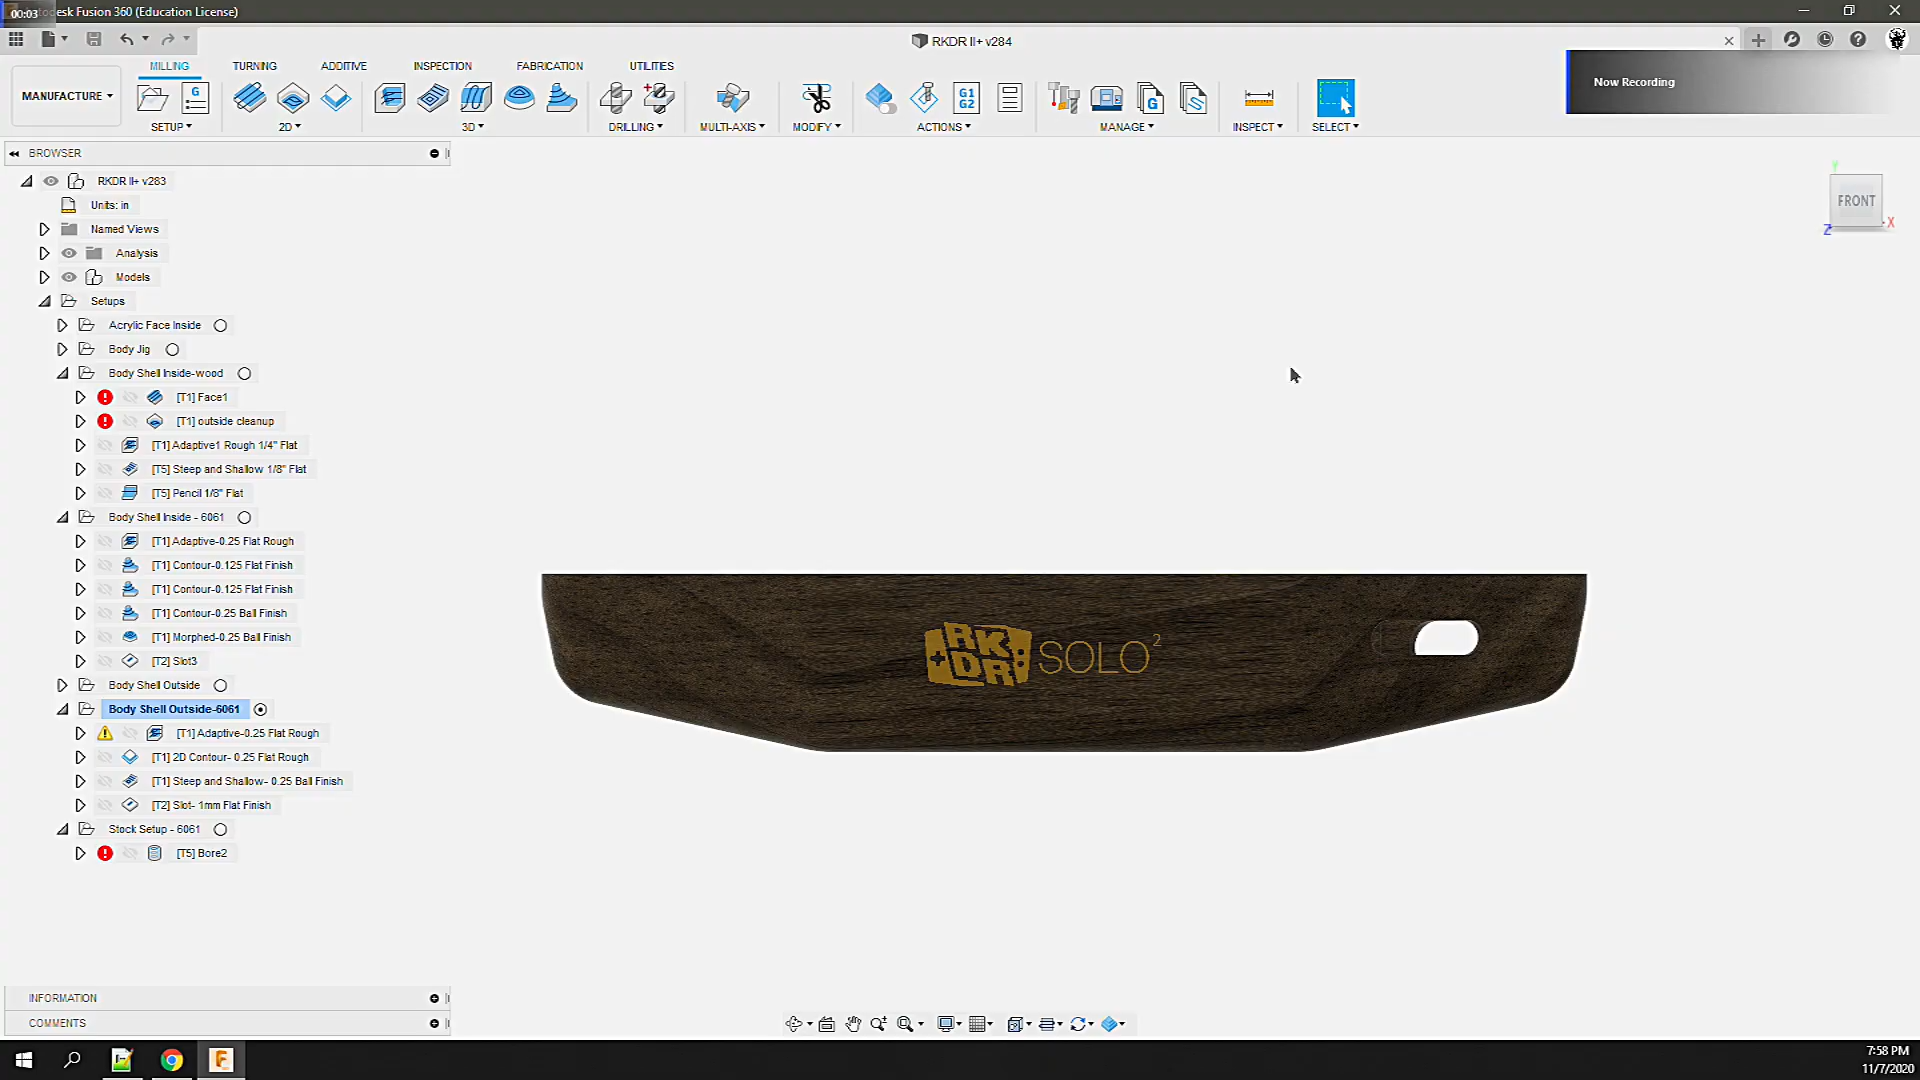 00:03
Autodesk Fusion 360 (Education License)
RKDR II+ v284
MILLING TURNING ADDITIVE INSPECTION FABRICATION UTILITIES
Now Recording
MANUFACTURE
G1
G2
SETUP 2D 3D DRILLING MULTI-AXIS MODIFY ACTIONS MANAGE INSPECT SELECT
BROWSER
RKDR II+ v283
Units: in
Named Views
Analysis
Models
Setups
Acrylic Face Inside
Body Jig
Body Shell Inside-wood
[T1] Face1
[T1] outside cleanup
[T1] Adaptive1 Rough 1/4" Flat
[T5] Steep and Shallow 1/8" Flat
[T5] Pencil 1/8" Flat
Body Shell Inside - 6061
[T1] Adaptive-0.25 Flat Rough
[T1] Contour-0.125 Flat Finish
[T1] Contour-0.125 Flat Finish
[T1] Contour-0.25 Ball Finish
[T1] Morphed-0.25 Ball Finish
[T2] Slot3
Body Shell Outside
Body Shell Outside-6061
[T1] Adaptive-0.25 Flat Rough
[T1] 2D Contour- 0.25 Flat Rough
[T1] Steep and Shallow- 0.25 Ball Finish
[T2] Slot- 1mm Flat Finish
Stock Setup - 6061
[T5] Bore2
Y
FRONT
Z
X
RKDR SOLO²
INFORMATION
COMMENTS
7:58 PM
11/7/2020